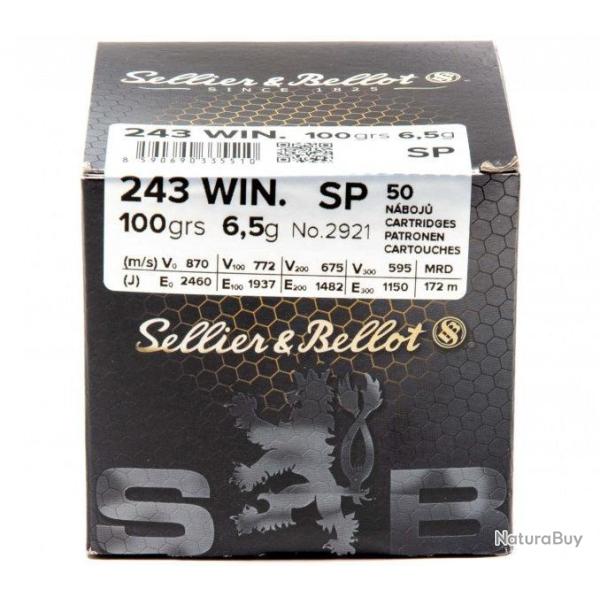 Sellier & Bellot
SINCE 1825
243 WIN. 100grs 6,5g
8 590690 335510
SP
243 WIN. SP 50
NÁBOJŮ
CARTRIDGES
PATRONEN
CARTOUCHES
100grs 6,5g No.2921
(m/s) V0 870 V100 772 V200 675 V300 595 MRD
(J) E0 2460 E100 1937 E200 1482 E300 1150 172 m
Sellier & Bellot
S B
NaturaBuy